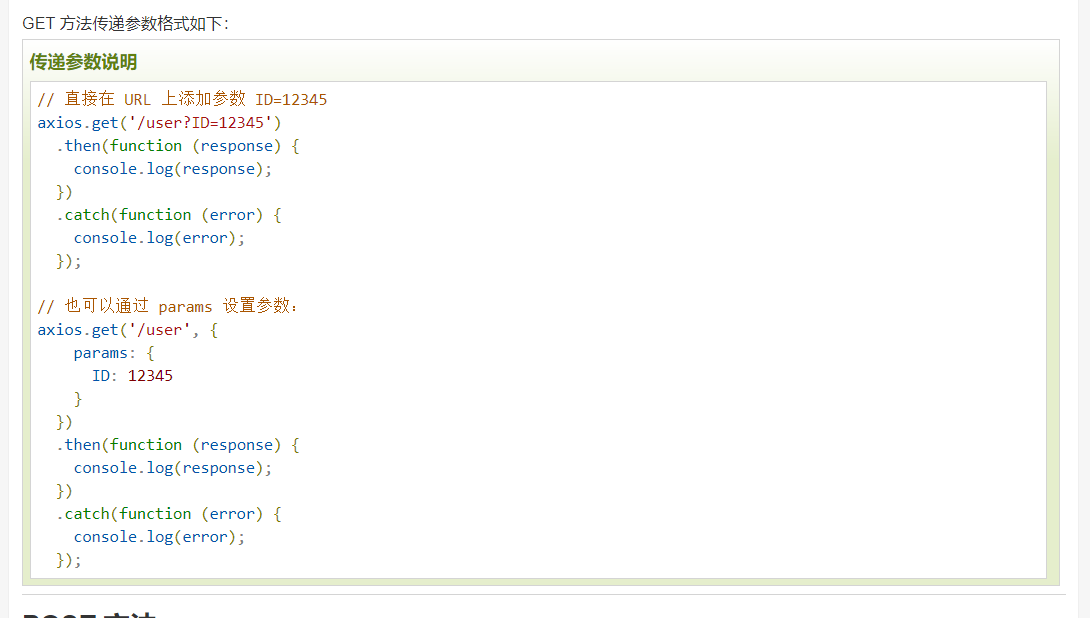 GET 方法传递参数格式如下：
传递参数说明
// 直接在 URL 上添加参数 ID=12345
axios.get('/user?ID=12345')
  .then(function (response) {
    console.log(response);
  })
  .catch(function (error) {
    console.log(error);
  });

// 也可以通过 params 设置参数：
axios.get('/user', {
    params: {
      ID: 12345
    }
  })
  .then(function (response) {
    console.log(response);
  })
  .catch(function (error) {
    console.log(error);
  });